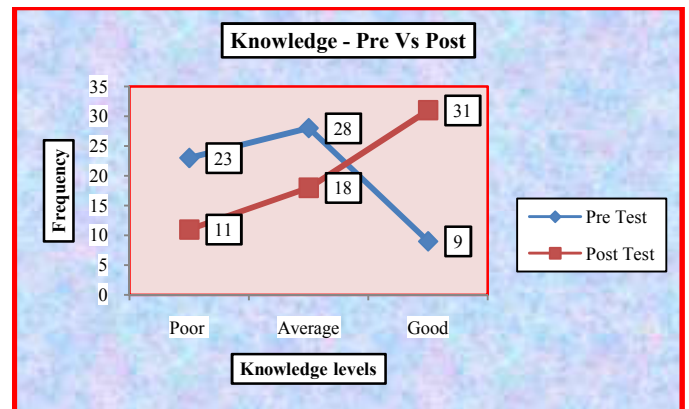 Knowledge - Pre Vs Post
35
30
25
20
15
10
5
0
Frequency
23
28
9
11
18
31
Poor Average Good
Knowledge levels
Pre Test
Post Test